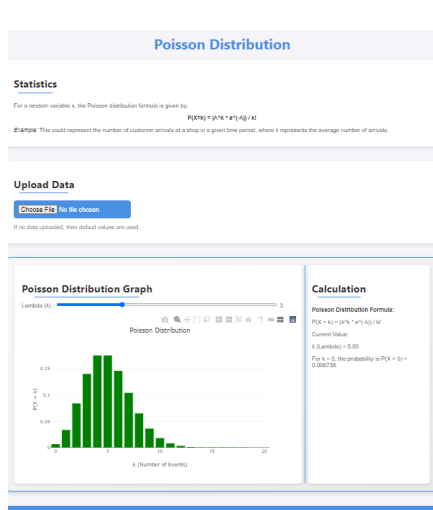 Poisson Distribution
Statistics
For a random variable x, the Poisson distribution formula is given by:
P(X=k) = (λ^k * e^(-λ)) / k!
Example: This could represent the number of customer arrivals at a shop in a given time period, where λ represents the average number of arrivals.
Upload Data
Choose File No file chosen
If no data uploaded, then default values are used.
Poisson Distribution Graph
Lambda (λ):
Poisson Distribution
P(X = k)
0.15
0.1
0.05
0
0 5 10 15 20
k (Number of Events)
Calculation
Poisson Distribution Formula:
P(X = k) = (λ^k * e^(-λ)) / k!
Current Value:
λ (Lambda) = 5.00
For k = 0, the probability is P(X = 0) =
0.006738